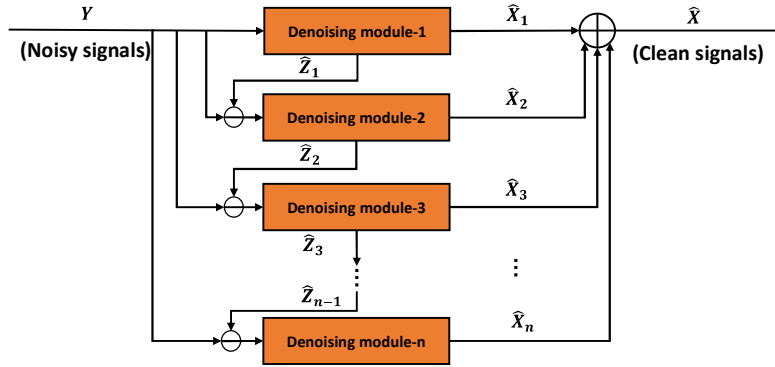 Y
(Noisy signals)
Denoising module-1
X̂₁
X̂
(Clean signals)
Ẑ₁
Denoising module-2
X̂₂
Ẑ₂
Denoising module-3
X̂₃
Ẑ₃
Ẑₙ₋₁
Denoising module-n
X̂ₙ